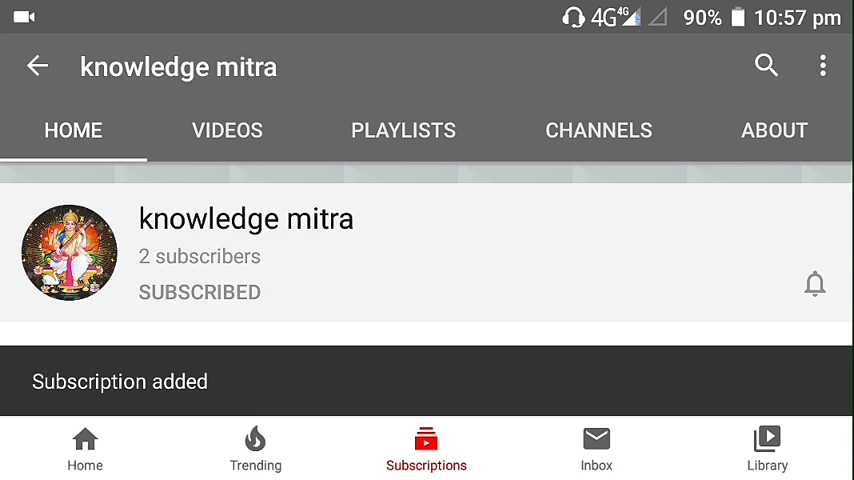 4G 4G 90% 10:57 pm
knowledge mitra
HOME VIDEOS PLAYLISTS CHANNELS ABOUT
knowledge mitra
2 subscribers
SUBSCRIBED
Subscription added
Home Trending Subscriptions Inbox Library